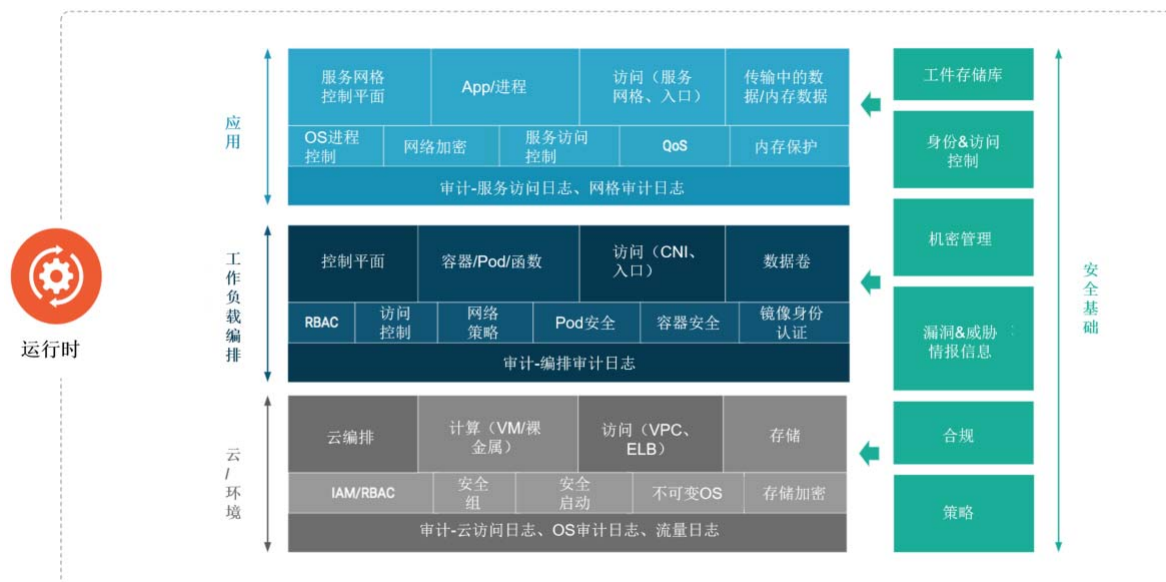 运行时
应用
服务网格
控制平面
App/进程
访问（服务
网格、入口）
传输中的数
据/内存数据
OS进程
控制
网络加密
服务访问
控制
QoS
内存保护
审计-服务访问日志、网格审计日志
工作负载编排
控制平面
容器/Pod/函数
访问（CNI、
入口）
数据卷
RBAC
访问
控制
网络
策略
Pod安全
容器安全
镜像身份
认证
审计-编排审计日志
云/环境
云编排
计算（VM/裸
金属）
访问（VPC、
ELB）
存储
IAM/RBAC
安全
组
安全
启动
不可变OS
存储加密
审计-云访问日志、OS审计日志、流量日志
工件存储库
身份&访问
控制
机密管理
漏洞&威胁
情报信息
合规
策略
安全基础